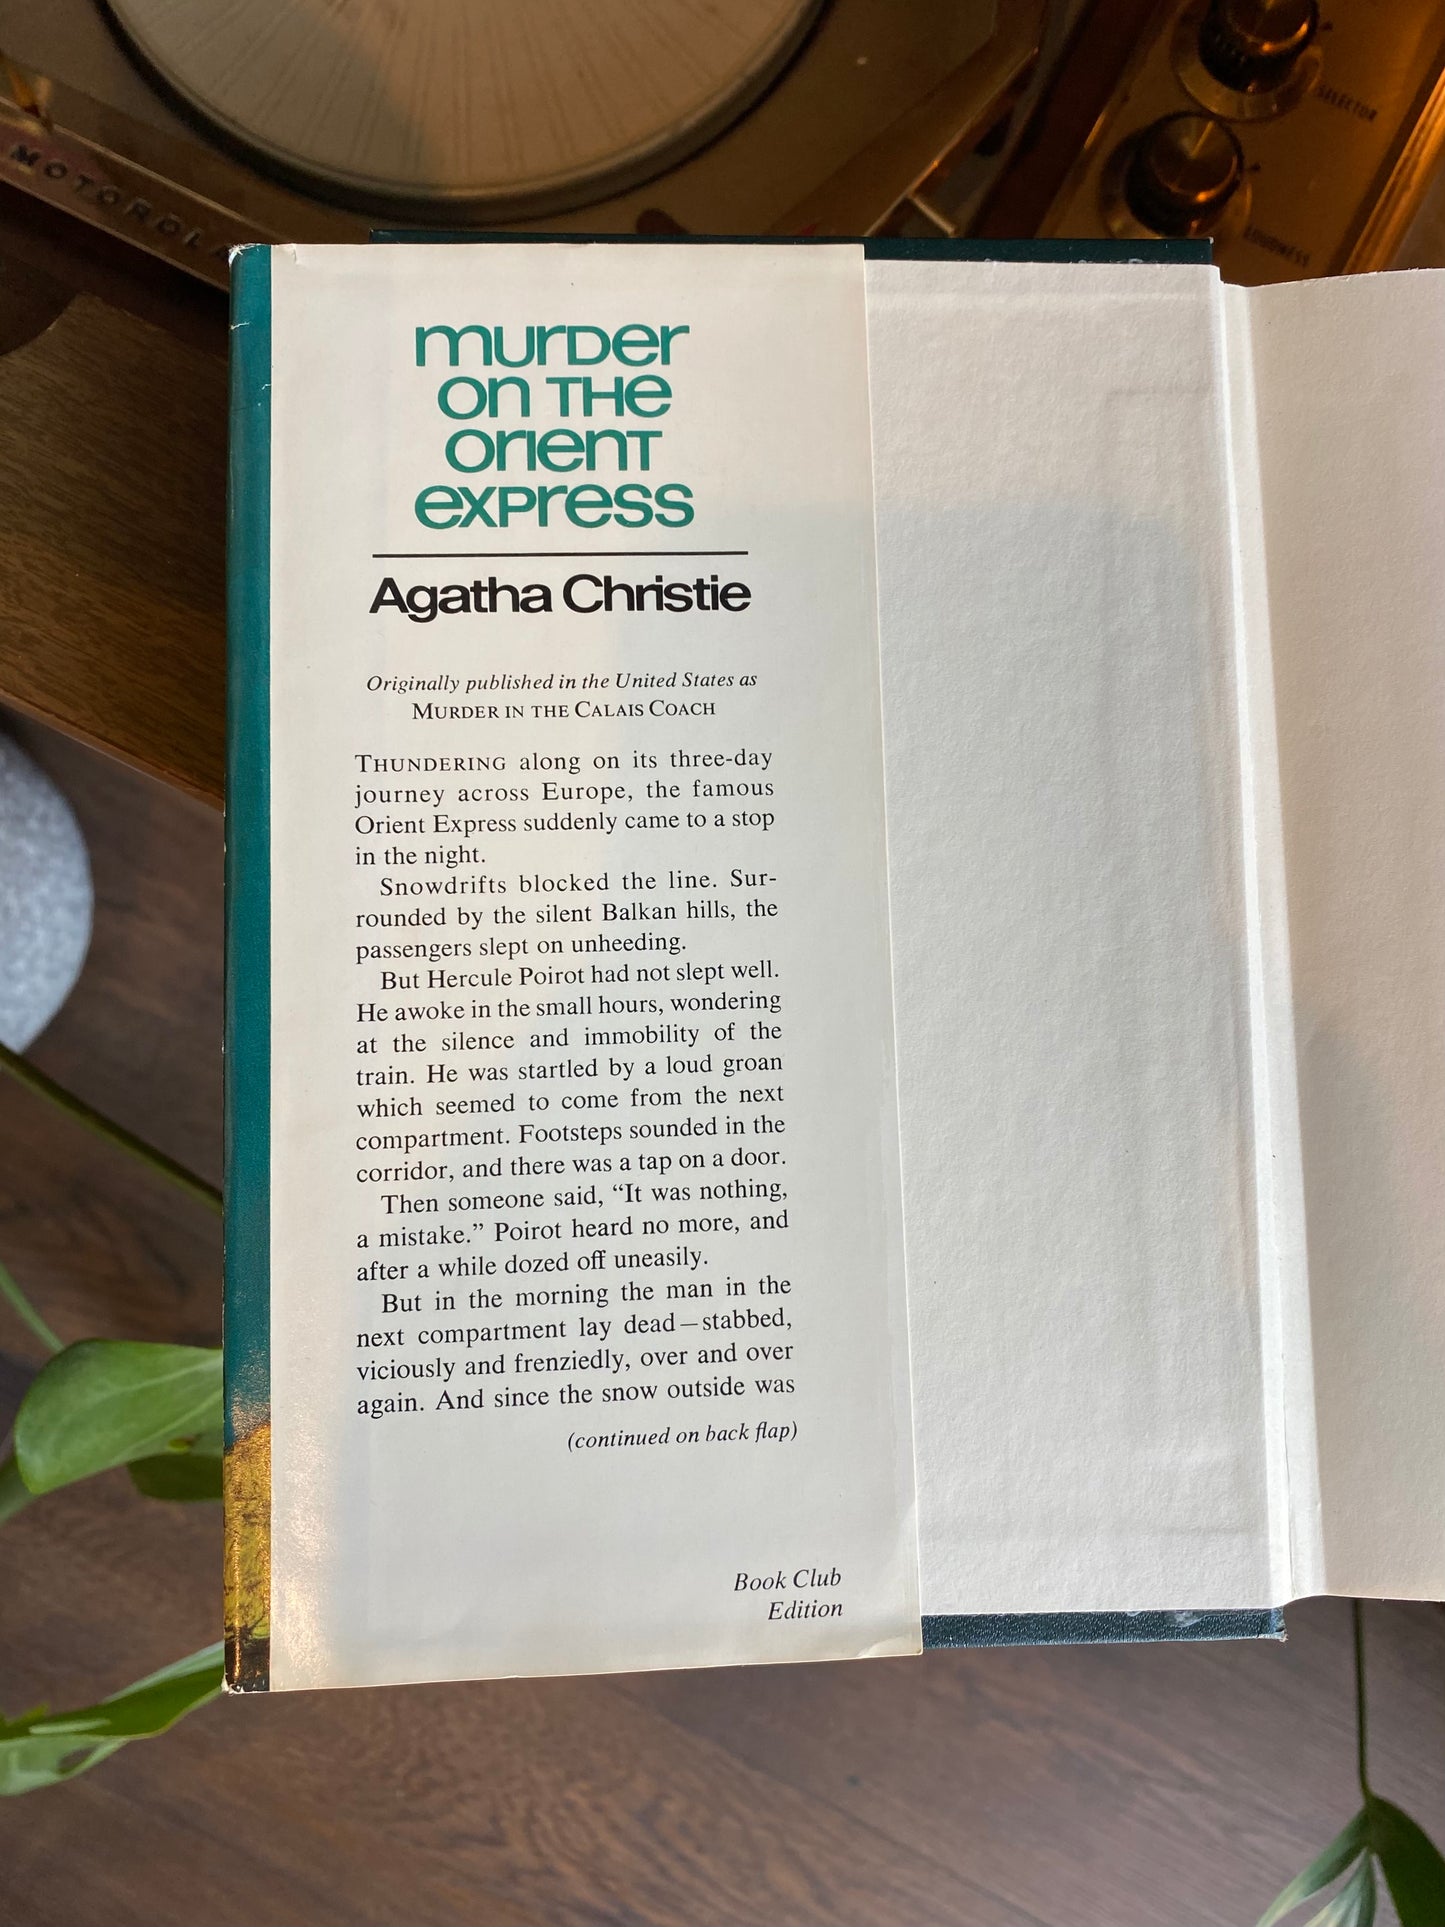 MOTOROLA
SELECTOR
LOUDNESS
murder
on the
orient
express
Agatha Christie
Originally published in the United States as
MURDER IN THE CALAIS COACH
THUNDERING along on its three-day
journey across Europe, the famous
Orient Express suddenly came to a stop
in the night.
Snowdrifts blocked the line. Sur-
rounded by the silent Balkan hills, the
passengers slept on unheeding.
But Hercule Poirot had not slept well.
He awoke in the small hours, wondering
at the silence and immobility of the
train. He was startled by a loud groan
which seemed to come from the next
compartment. Footsteps sounded in the
corridor, and there was a tap on a door.
Then someone said, “It was nothing,
a mistake.” Poirot heard no more, and
after a while dozed off uneasily.
But in the morning the man in the
next compartment lay dead—stabbed,
viciously and frenziedly, over and over
again. And since the snow outside was
(continued on back flap)
Book Club
Edition